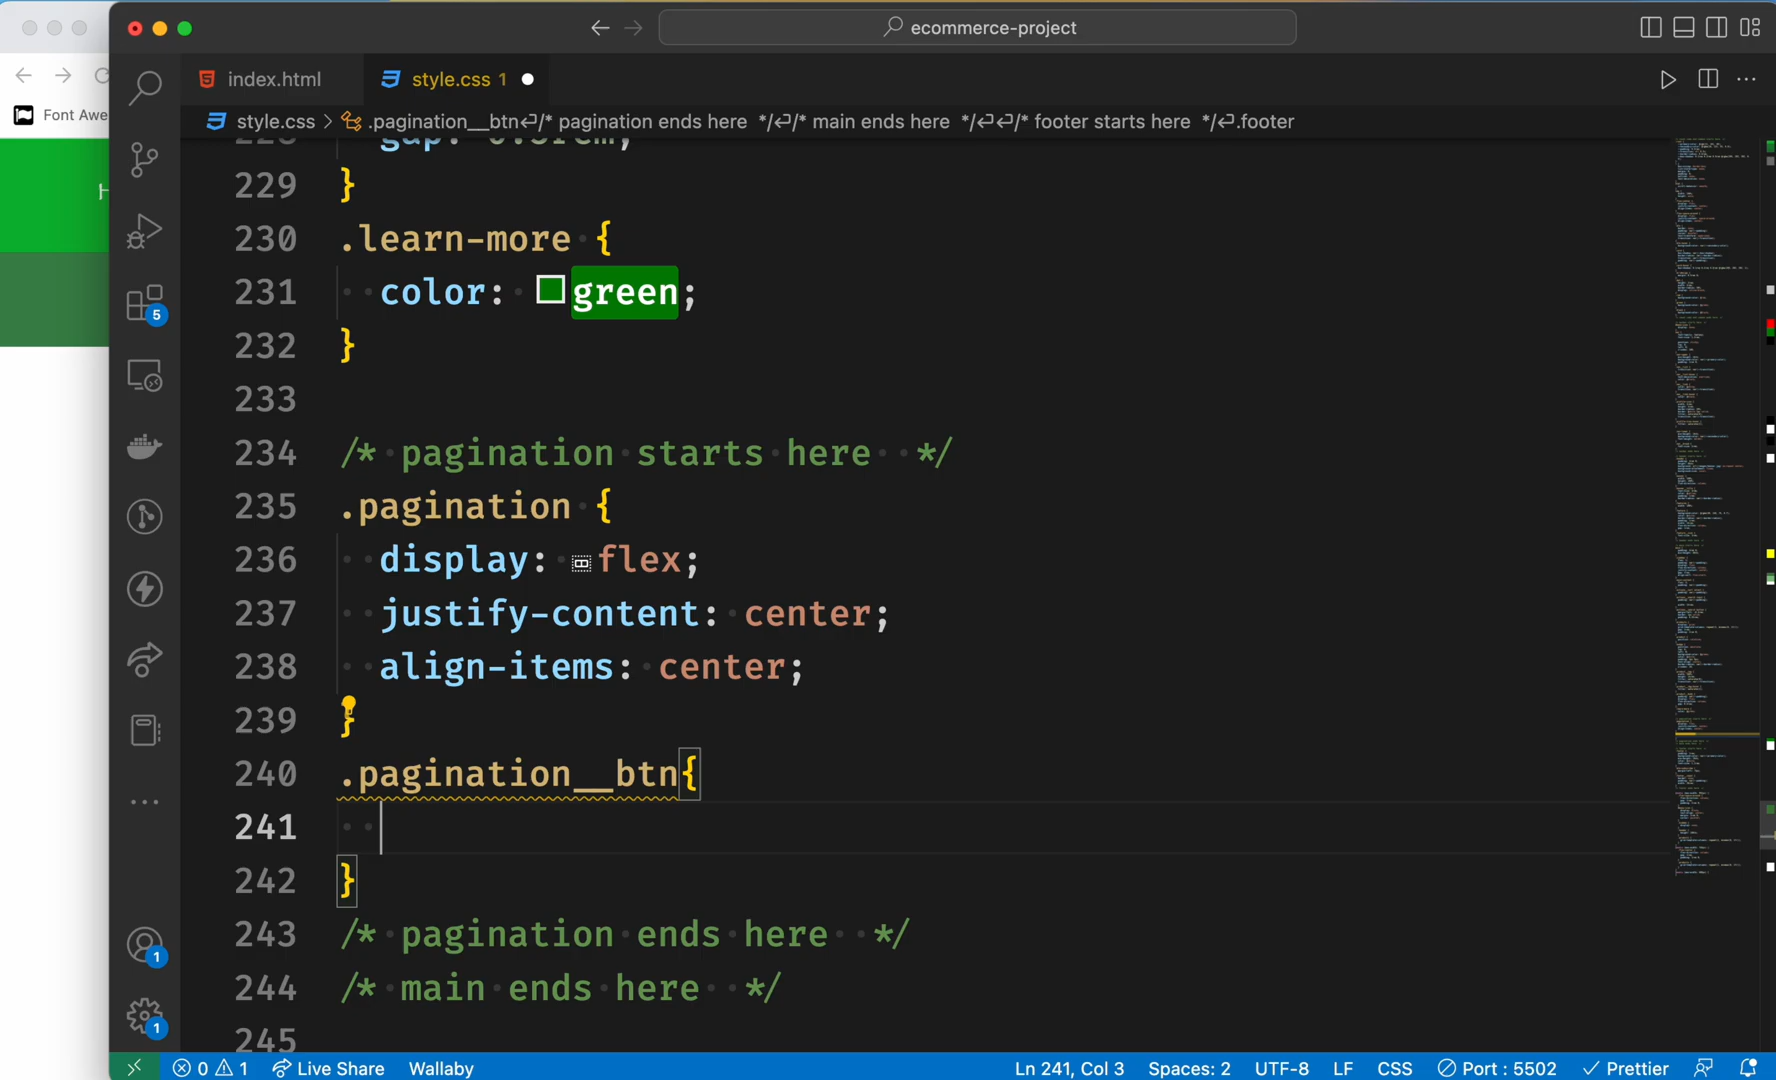 ecommerce-project
Font Awe
index.html
style.css 1
style.css > .pagination__btn↵/* pagination ends here */↵/* main ends here */↵↵/* footer starts here */↵.footer
229 }
230 .learn-more {
231 color: green;
232 }
233
234 /* pagination starts here */
235 .pagination {
236 display: flex;
237 justify-content: center;
238 align-items: center;
239 }
240 .pagination__btn{
241
242 }
243 /* pagination ends here */
244 /* main ends here */
245
5
1
1
0 1 Live Share Wallaby Ln 241, Col 3 Spaces: 2 UTF-8 LF CSS Port : 5502 Prettier